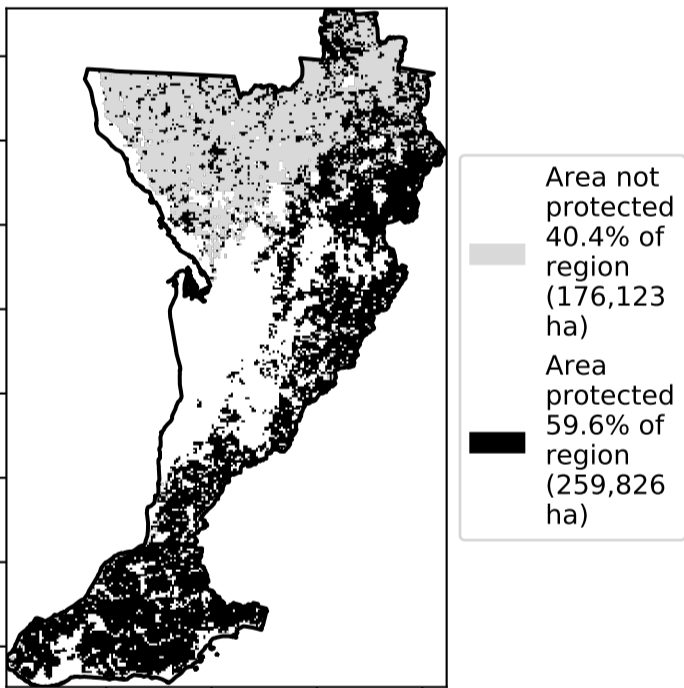 Area not
protected
40.4% of
region
(176,123
ha)
Area
protected
59.6% of
region
(259,826
ha)